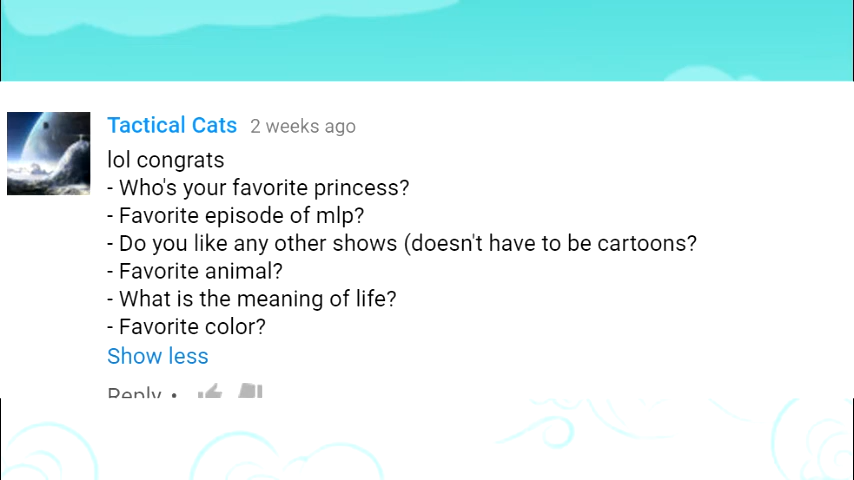 Tactical Cats 2 weeks ago
lol congrats
- Who's your favorite princess?
- Favorite episode of mlp?
- Do you like any other shows (doesn't have to be cartoons?
- Favorite animal?
- What is the meaning of life?
- Favorite color?
Show less
Reply •